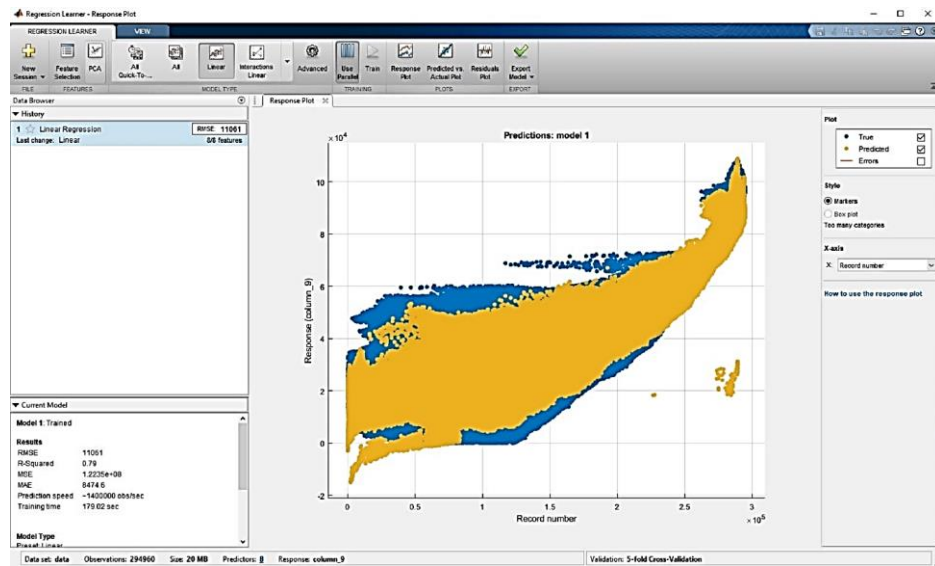 Regression Learner - Response Plot
REGRESSION LEARNER VIEW
New Session
Feature Selection
PCA
All Quick-To-...
All
Linear
Interactions Linear
Advanced
Use Parallel
Train
Response Plot
Predicted vs. Actual Plot
Residuals Plot
Export Model
FILE FEATURES MODEL TYPE TRAINING PLOTS EXPORT
Data Browser
History
1 Linear Regression RMSE: 11061
Last change: Linear 8/8 features
Current Model
Model 1: Trained
Results
RMSE 11061
R-Squared 0.79
MSE 1.2235e+08
MAE 8474.6
Prediction speed ~1400000 obs/sec
Training time 179.02 sec
Model Type
Preset: Linear
Response Plot
Predictions: model 1
×10⁴
10
8
6
4
2
0
-2
Response (column_9)
0 0.5 1 1.5 2 2.5 3
×10⁵
Record number
Plot
True
Predicted
Errors
Style
Markers
Box plot
Too many categories
X-axis
X: Record number
How to use the response plot
Data set: data Observations: 294960 Size: 20 MB Predictors: 8 Response: column_9 Validation: 5-fold Cross-Validation